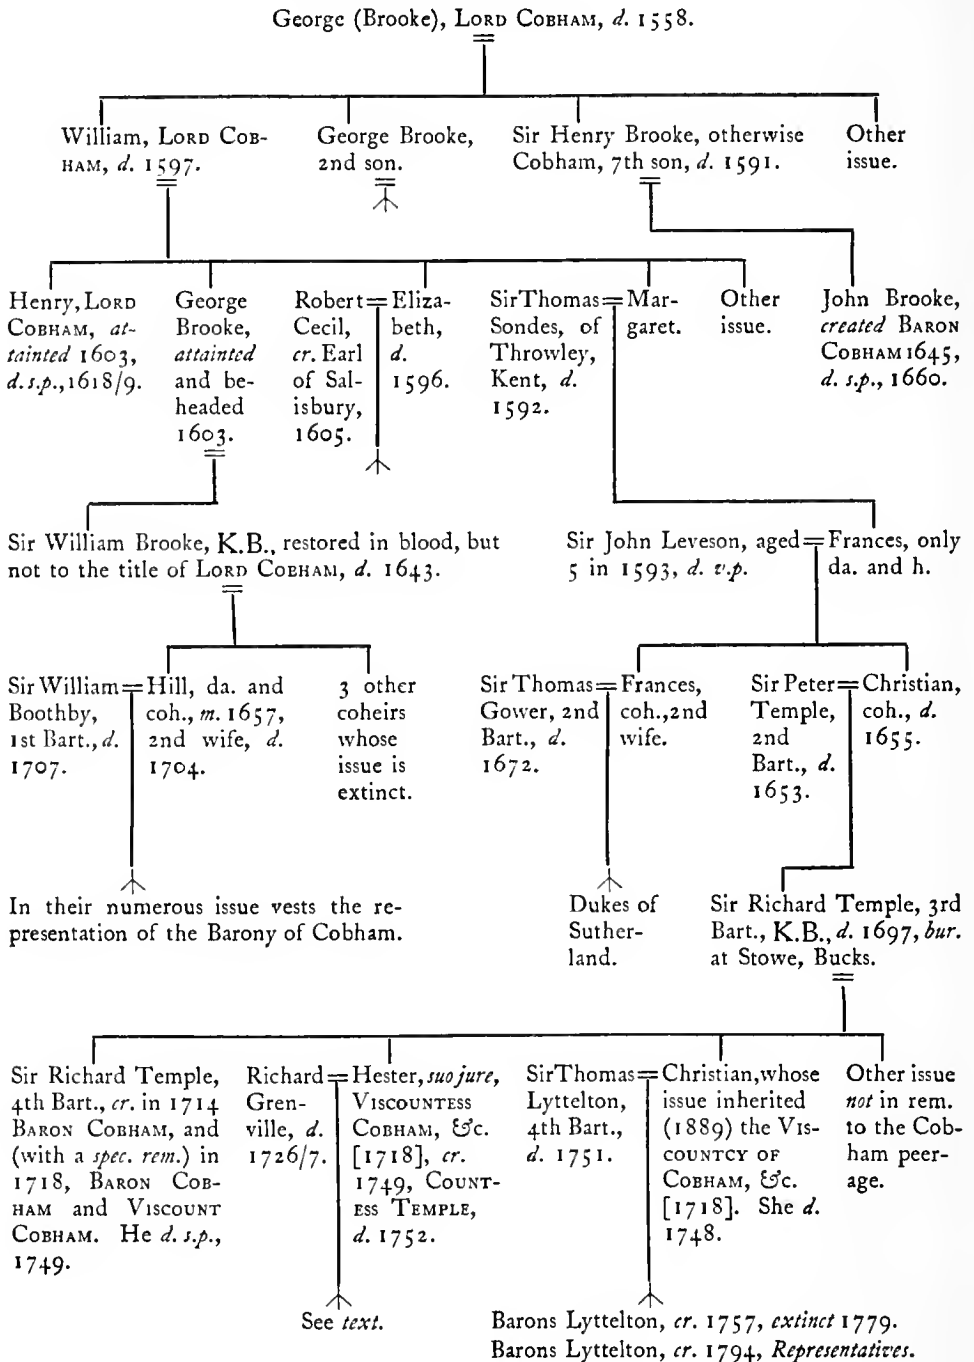 George (Brooke), Lord Cobham, d. 1558.
William, Lord Cob-
ham, d. 1597.
George Brooke,
2nd son.
Sir Henry Brooke, otherwise
Cobham, 7th son, d. 1591.
Other
issue.
Henry, Lord
Cobham, at-
tainted 1603,
d.s.p., 1618/9.
George
Brooke,
attainted
and be-
headed
1603.
Robert
Cecil,
cr. Earl
of Sal-
isbury,
1605.
Eliza-
beth,
d.
1596.
Sir Thomas
Sondes, of
Throwley,
Kent, d.
1592.
Mar-
garet.
Other
issue.
John Brooke,
created Baron
Cobham 1645,
d. s.p., 1660.
Sir William Brooke, K.B., restored in blood, but
not to the title of Lord Cobham, d. 1643.
Sir John Leveson, aged
5 in 1593, d. v.p.
Frances, only
da. and h.
Sir William
Boothby,
1st Bart., d.
1707.
Hill, da. and
coh., m. 1657,
2nd wife, d.
1704.
3 other
coheirs
whose
issue is
extinct.
Sir Thomas
Gower, 2nd
Bart., d.
1672.
Frances,
coh., 2nd
wife.
Sir Peter
Temple,
2nd
Bart., d.
1653.
Christian,
coh., d.
1655.
In their numerous issue vests the re-
presentation of the Barony of Cobham.
Dukes of
Suther-
land.
Sir Richard Temple, 3rd
Bart., K.B., d. 1697, bur.
at Stowe, Bucks.
Sir Richard Temple,
4th Bart., cr. in 1714
Baron Cobham, and
(with a spec. rem.) in
1718, Baron Cob-
ham and Viscount
Cobham. He d. s.p.,
1749.
Richard
Gren-
ville, d.
1726/7.
Hester, suo jure,
Viscountess
Cobham, &c.
[1718], cr.
1749, Count-
ess Temple,
d. 1752.
Sir Thomas
Lyttelton,
4th Bart.,
d. 1751.
Christian, whose
issue inherited
(1889) the Vis-
countcy of
Cobham, &c.
[1718]. She d.
1748.
Other issue
not in rem.
to the Cob-
ham peer-
age.
See text.
Barons Lyttelton, cr. 1757, extinct 1779.
Barons Lyttelton, cr. 1794, Representatives.